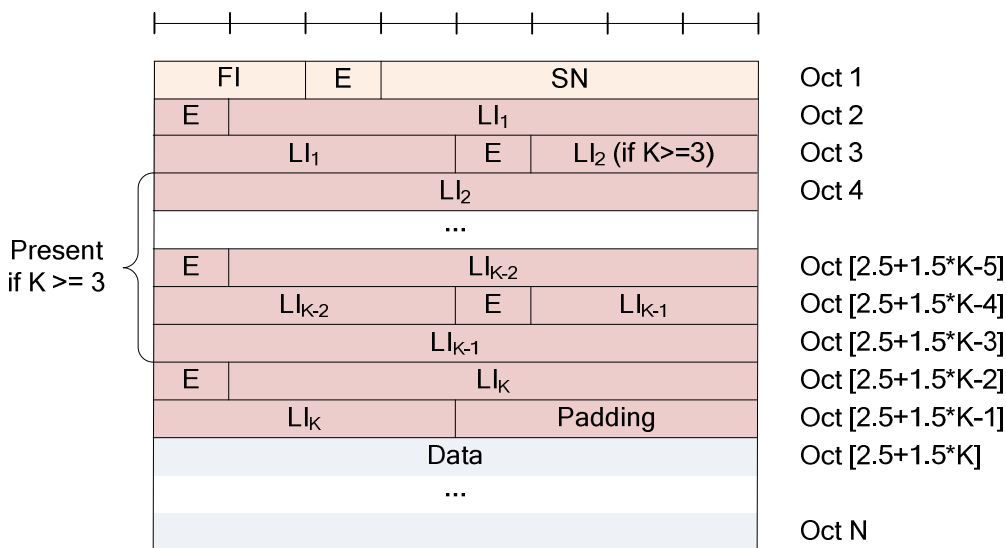 FI E SN Oct 1
E LI1 Oct 2
LI1 E LI2 (if K>=3) Oct 3
LI2 Oct 4
...
Present
if K >= 3
E LIK-2 Oct [2.5+1.5*K-5]
LIK-2 E LIK-1 Oct [2.5+1.5*K-4]
LIK-1 Oct [2.5+1.5*K-3]
E LIK Oct [2.5+1.5*K-2]
LIK Padding Oct [2.5+1.5*K-1]
Data Oct [2.5+1.5*K]
...
Oct N